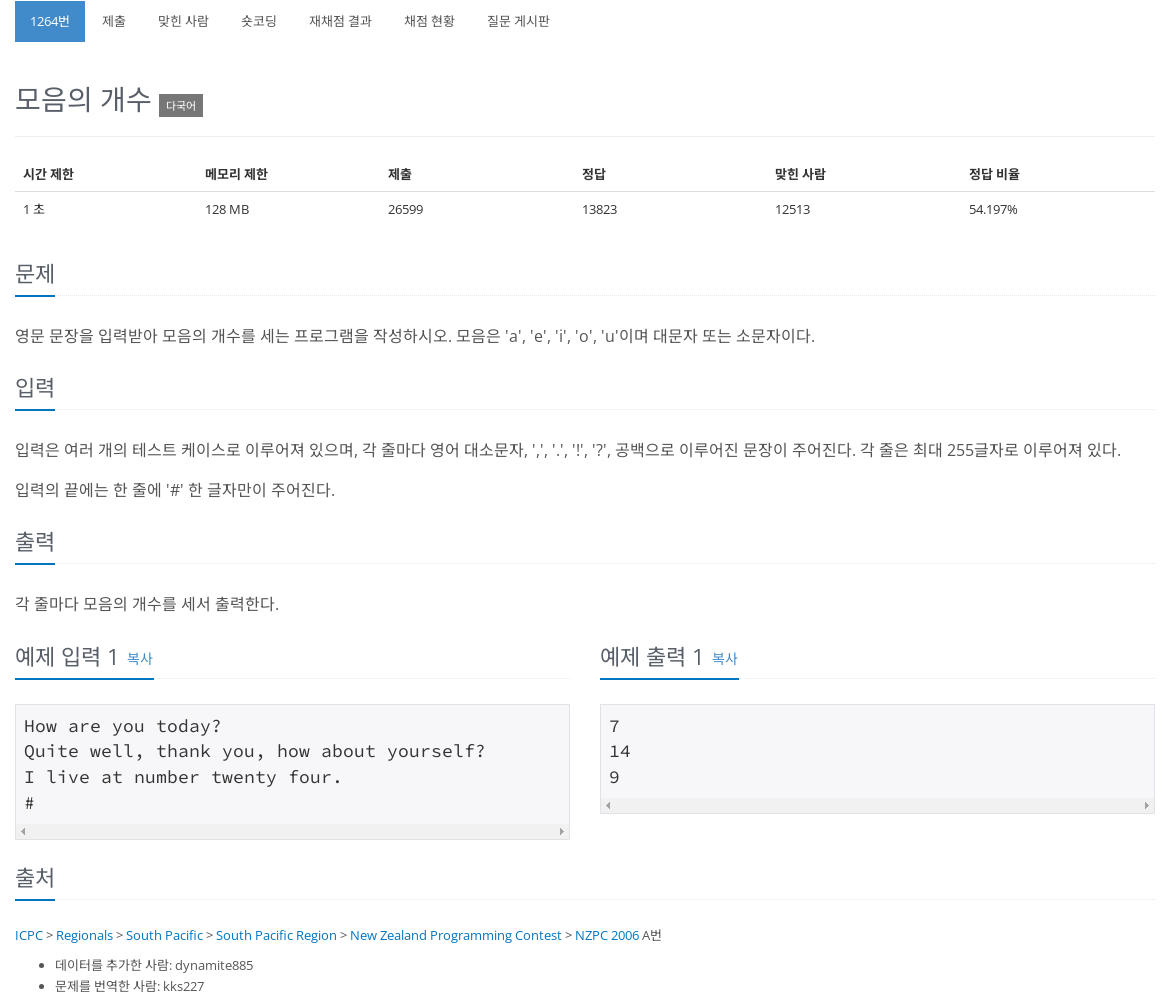 1264번 제출 맞힌 사람 숏코딩 재채점 결과 채점 현황 질문 게시판
모음의 개수 다국어
시간 제한 메모리 제한 제출 정답 맞힌 사람 정답 비율
1 초 128 MB 26599 13823 12513 54.197%
문제
영문 문장을 입력받아 모음의 개수를 세는 프로그램을 작성하시오. 모음은 'a', 'e', 'i', 'o', 'u'이며 대문자 또는 소문자이다.
입력
입력은 여러 개의 테스트 케이스로 이루어져 있으며, 각 줄마다 영어 대소문자, ',', '.', '!', '?', 공백으로 이루어진 문장이 주어진다. 각 줄은 최대 255글자로 이루어져 있다.
입력의 끝에는 한 줄에 '#' 한 글자만이 주어진다.
출력
각 줄마다 모음의 개수를 세서 출력한다.
예제 입력 1 복사
How are you today?
Quite well, thank you, how about yourself?
I live at number twenty four.
#
예제 출력 1 복사
7
14
9
출처
ICPC > Regionals > South Pacific > South Pacific Region > New Zealand Programming Contest > NZPC 2006 A번
데이터를 추가한 사람: dynamite885
문제를 번역한 사람: kks227